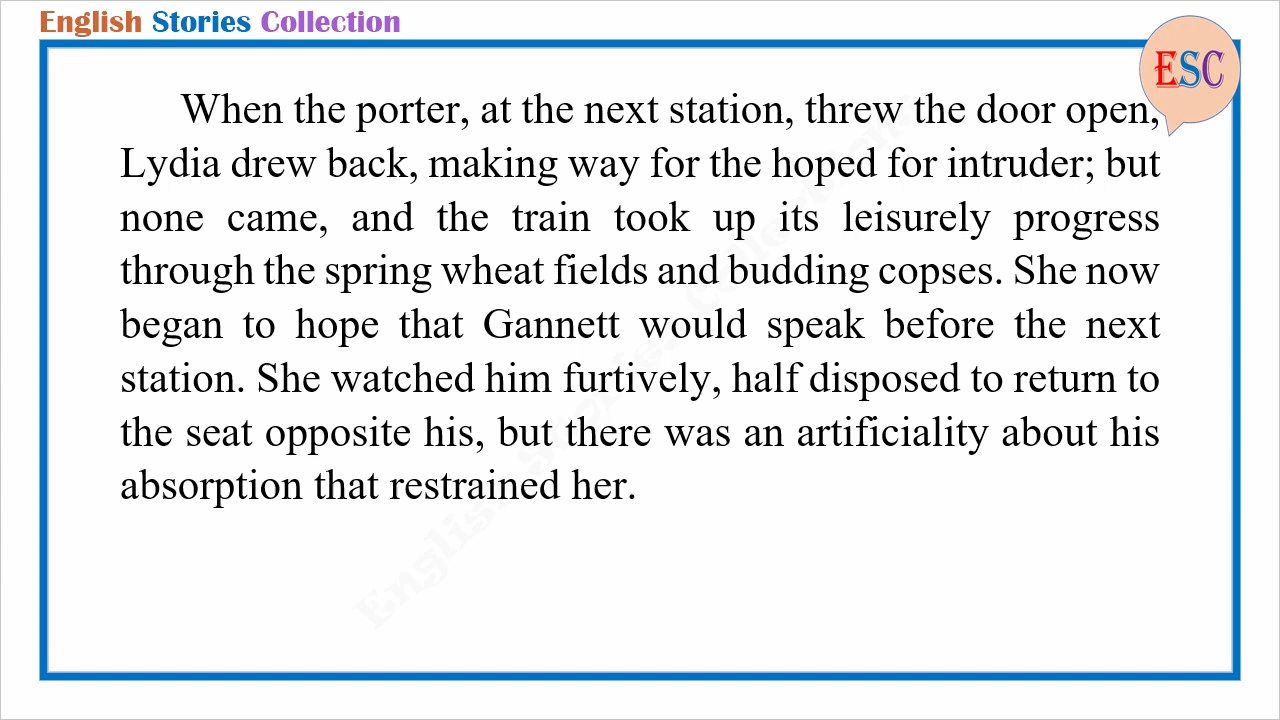 English Stories Collection
ESC
When the porter, at the next station, threw the door open,
Lydia drew back, making way for the hoped for intruder; but
none came, and the train took up its leisurely progress
through the spring wheat fields and budding copses. She now
began to hope that Gannett would speak before the next
station. She watched him furtively, half disposed to return to
the seat opposite his, but there was an artificiality about his
absorption that restrained her.
English Stories Collection